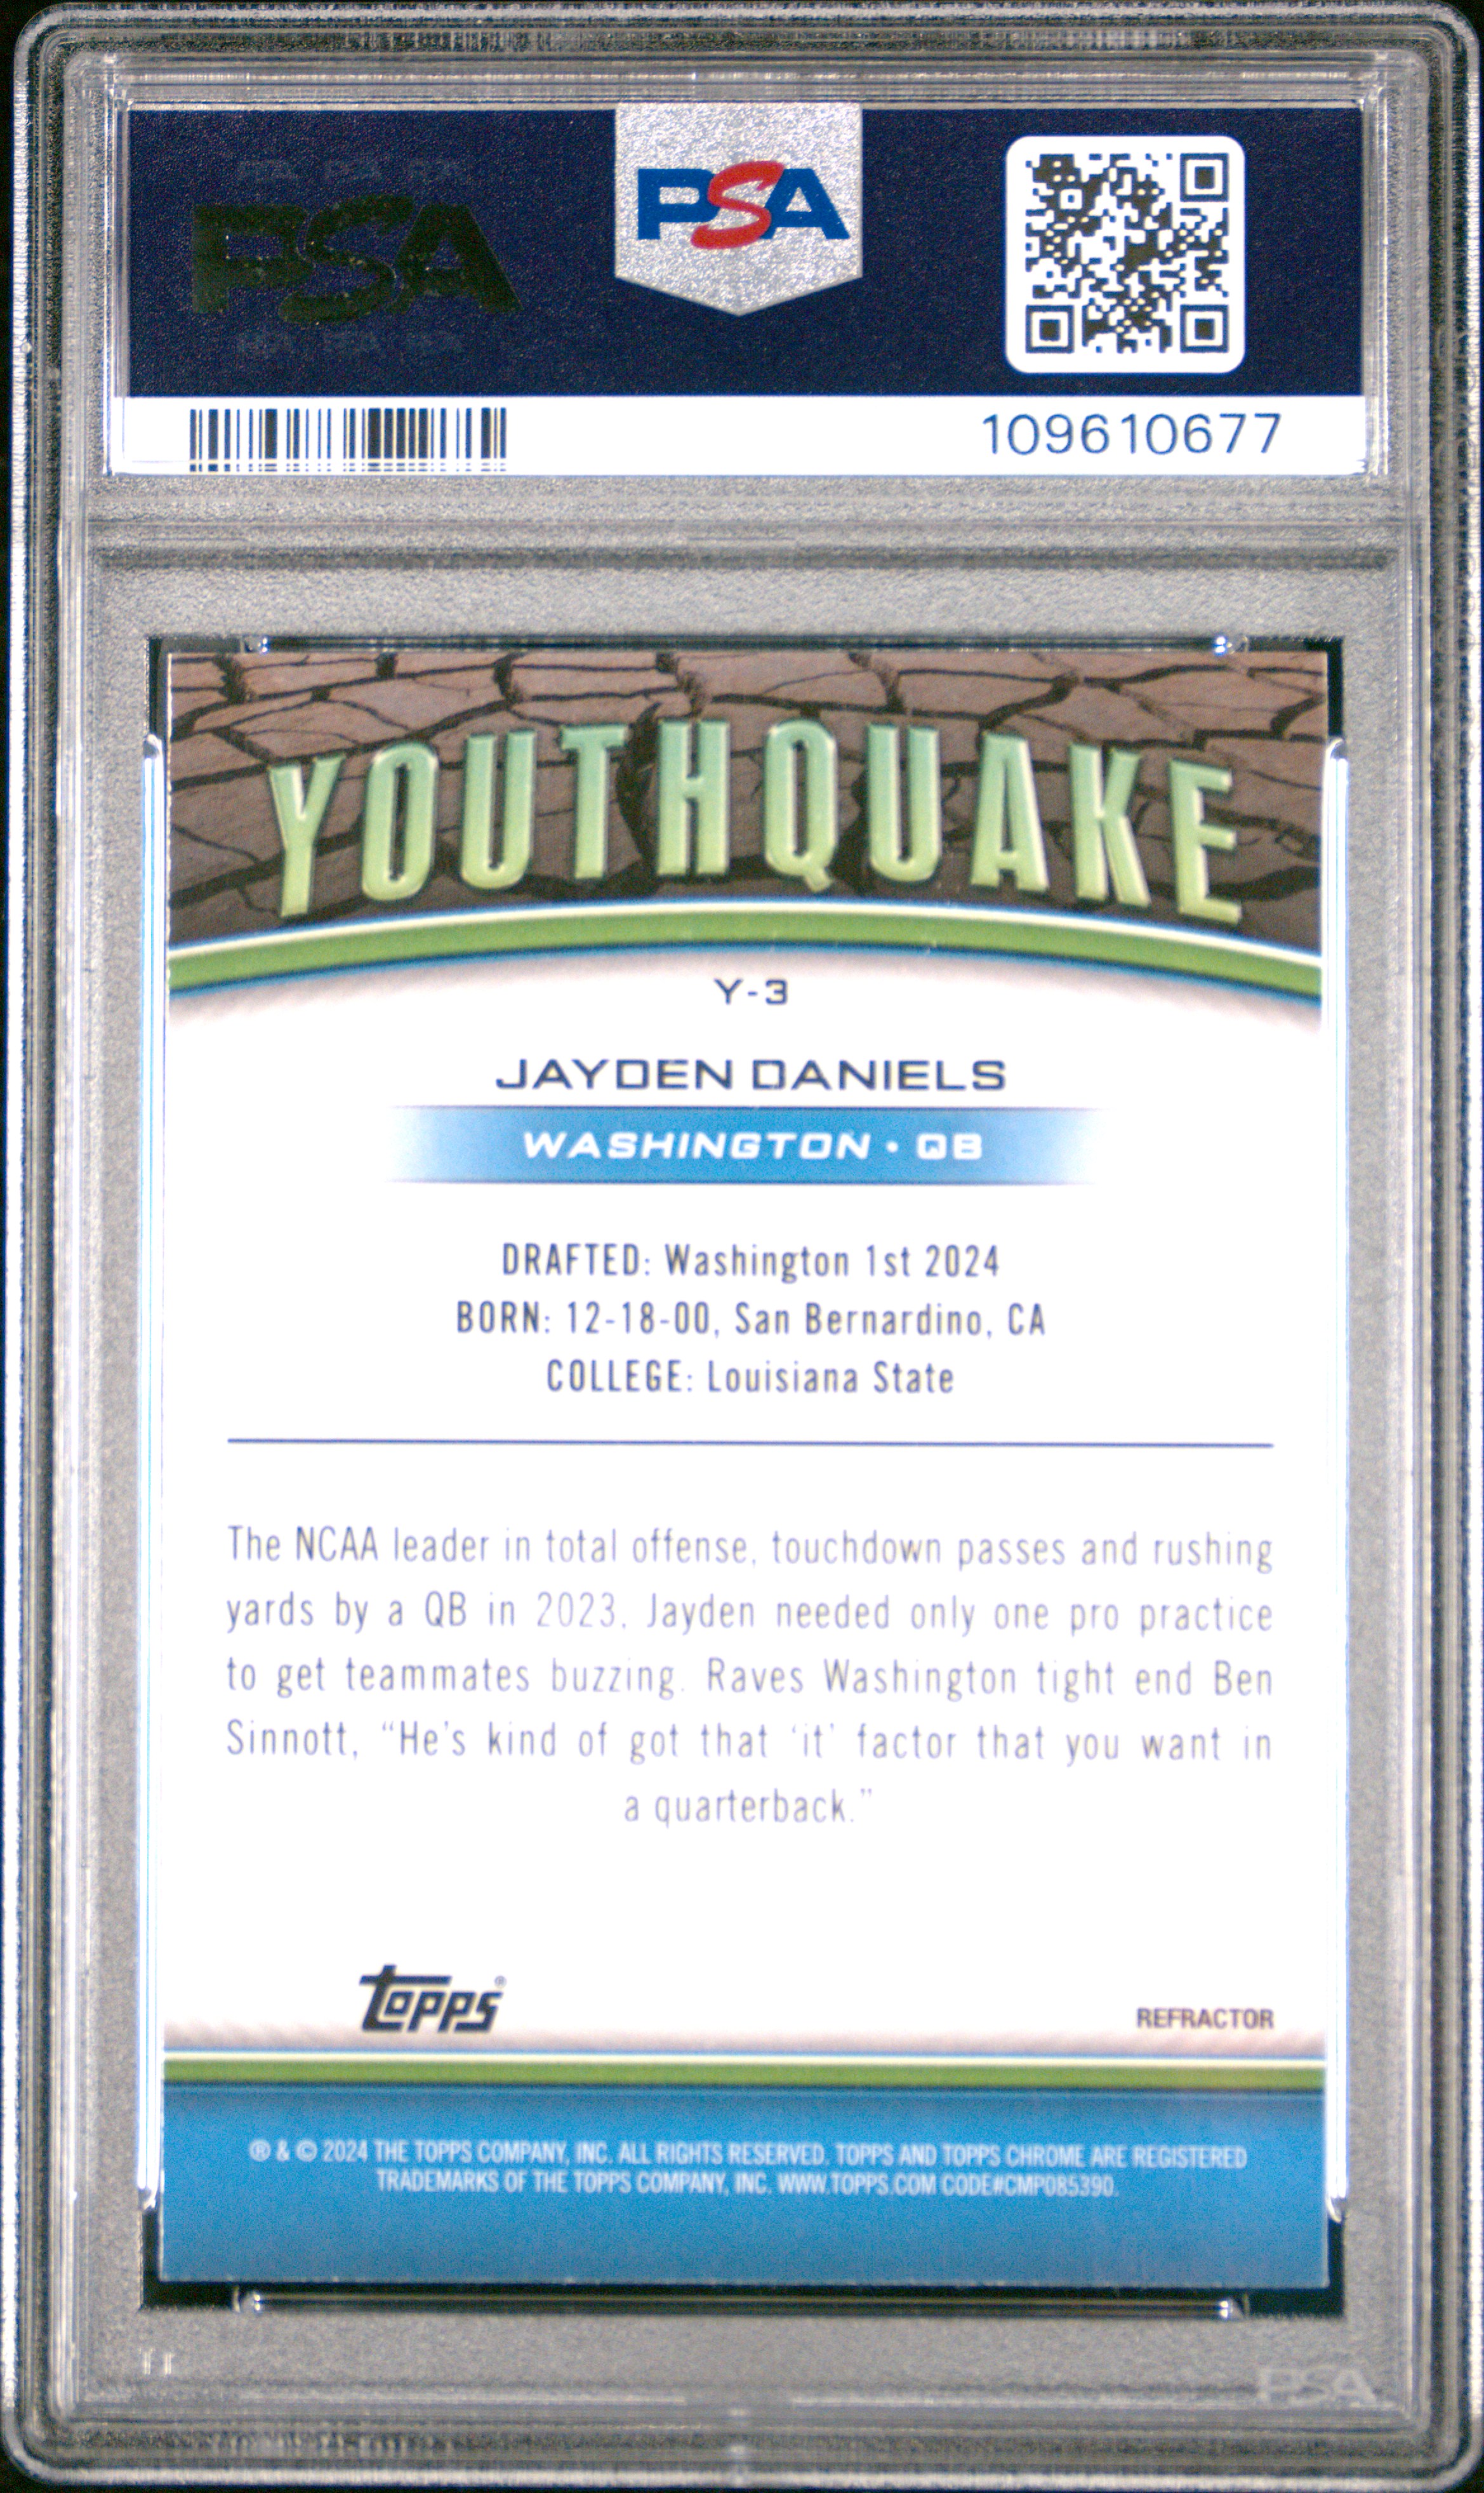 PSA
PSA
109610677
YOUTHQUAKE
Y-3
JAYDEN DANIELS
WASHINGTON • QB
DRAFTED: Washington 1st 2024
BORN: 12-18-00, San Bernardino, CA
COLLEGE: Louisiana State
The NCAA leader in total offense, touchdown passes and rushing
yards by a QB in 2023, Jayden needed only one pro practice
to get teammates buzzing. Raves Washington tight end Ben
Sinnott, “He’s kind of got that ‘it’ factor that you want in
a quarterback.”
topps®
REFRACTOR
® & © 2024 THE TOPPS COMPANY, INC. ALL RIGHTS RESERVED. TOPPS AND TOPPS CHROME ARE REGISTERED
TRADEMARKS OF THE TOPPS COMPANY, INC. WWW.TOPPS.COM CODE#CMP085390.
PSA